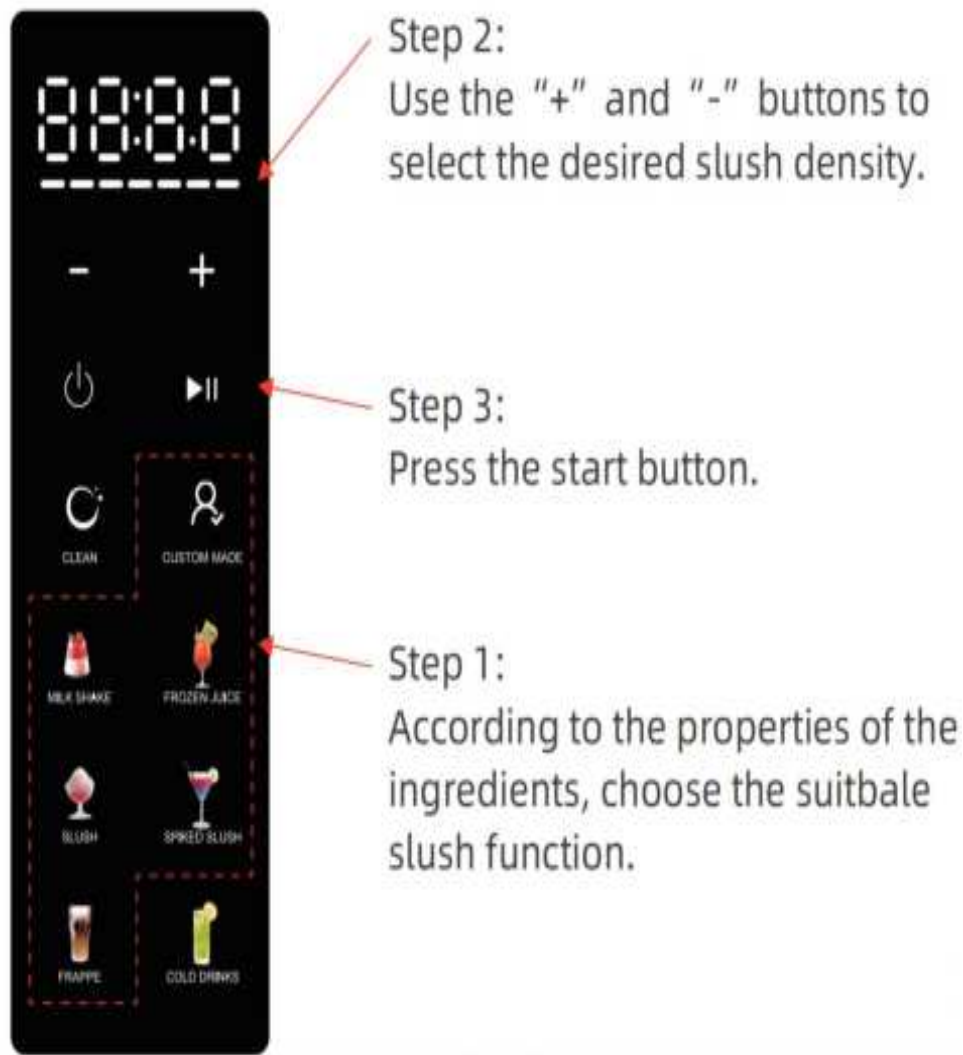 88:8.8
Step 2:
Use the “+” and “-” buttons to
select the desired slush density.
- +
Step 3:
Press the start button.
CLEAN CUSTOM MADE
MILK SHAKE FROZEN JUICE
Step 1:
According to the properties of the
ingredients, choose the suitbale
slush function.
SLUSH SPIKED SLUSH
FRAPPE COLD DRINKS